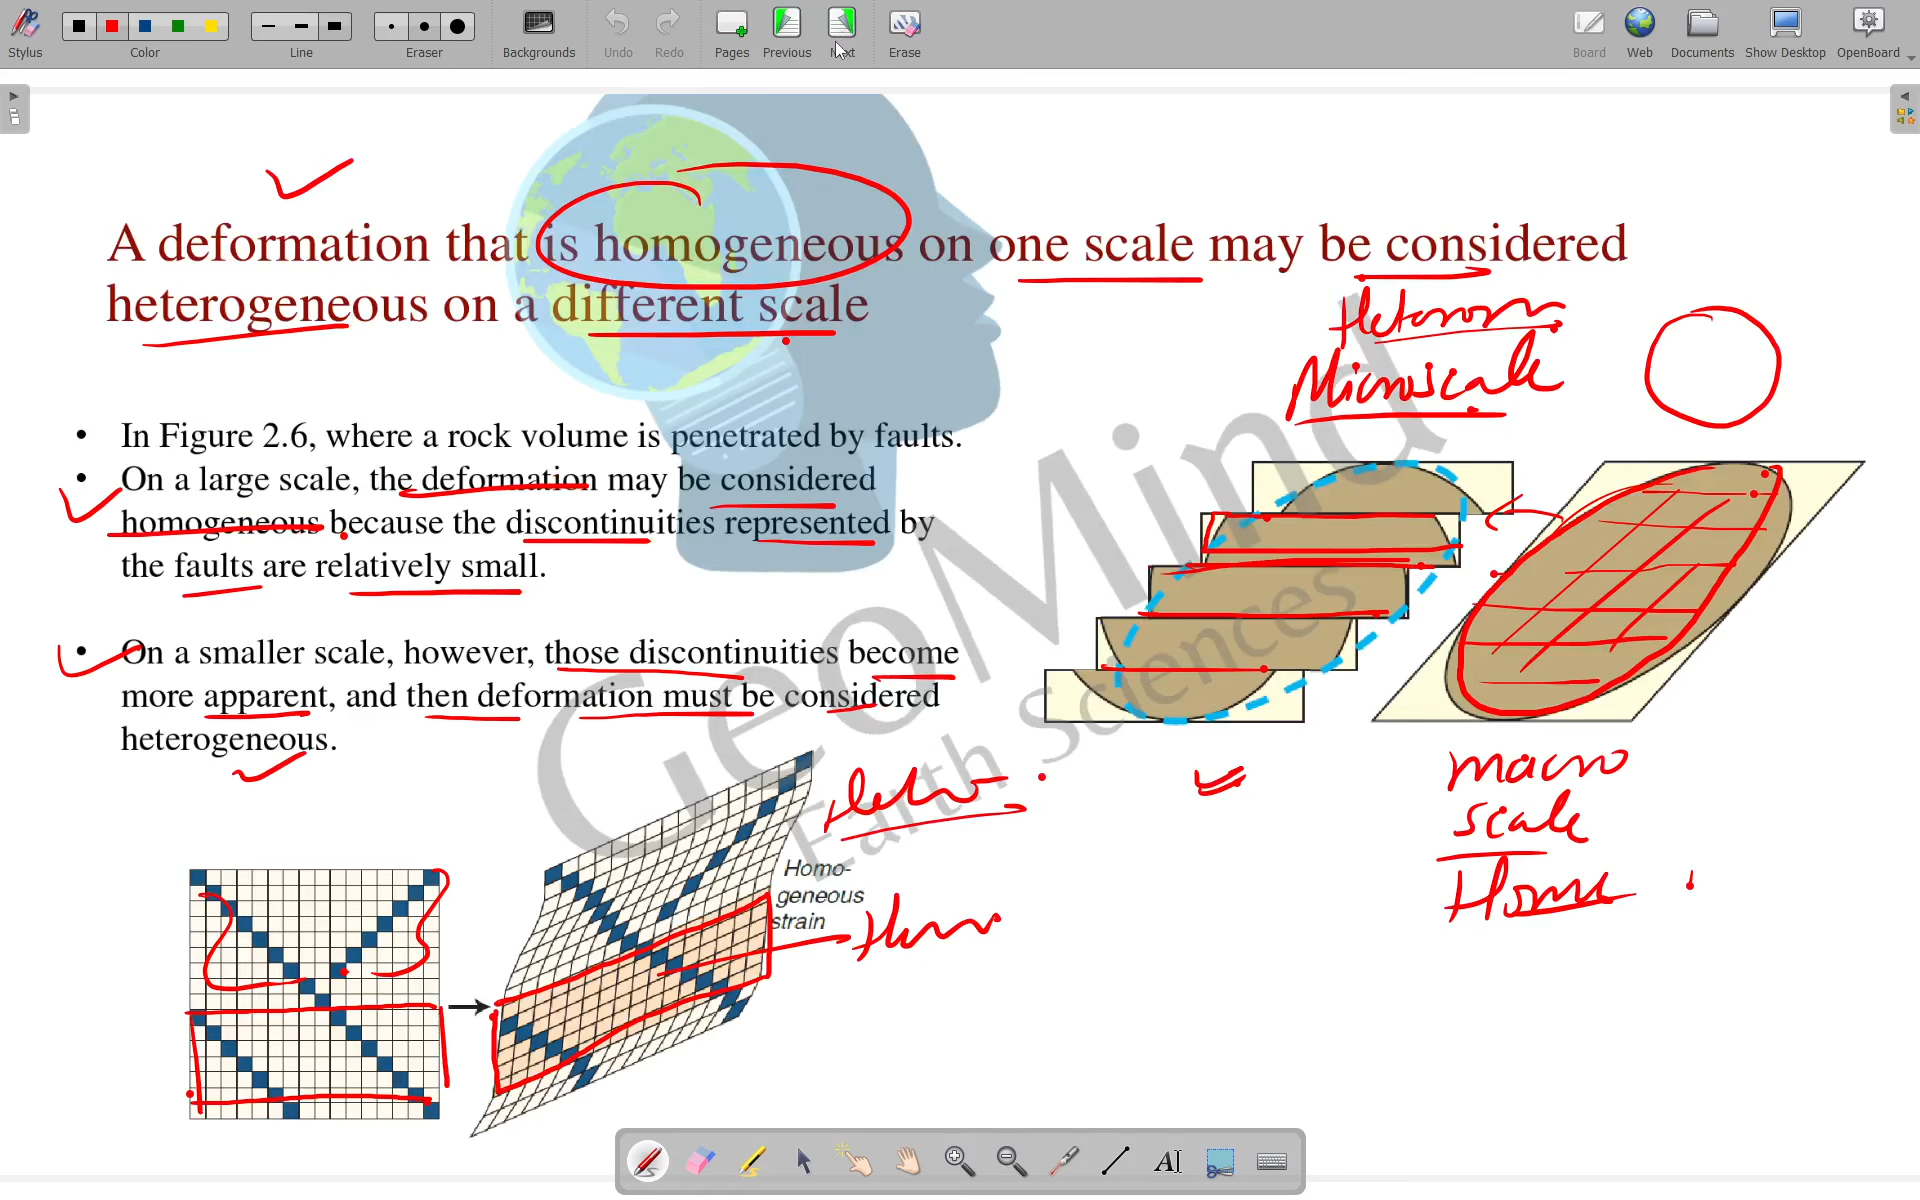 Stylus
Color
Line
Eraser
Backgrounds
Undo
Redo
Pages
Previous
Next
Erase
Board
Web
Documents
Show Desktop
OpenBoard
A deformation that is homogeneous on one scale may be considered
heterogeneous on a different scale
Microscale
• In Figure 2.6, where a rock volume is penetrated by faults.
• On a large scale, the deformation may be considered
homogeneous because the discontinuities represented by
the faults are relatively small.
• On a smaller scale, however, those discontinuities become
more apparent, and then deformation must be considered
heterogeneous.
GeoMind
Earth Sciences
macro
scale
Homo-
geneous
strain